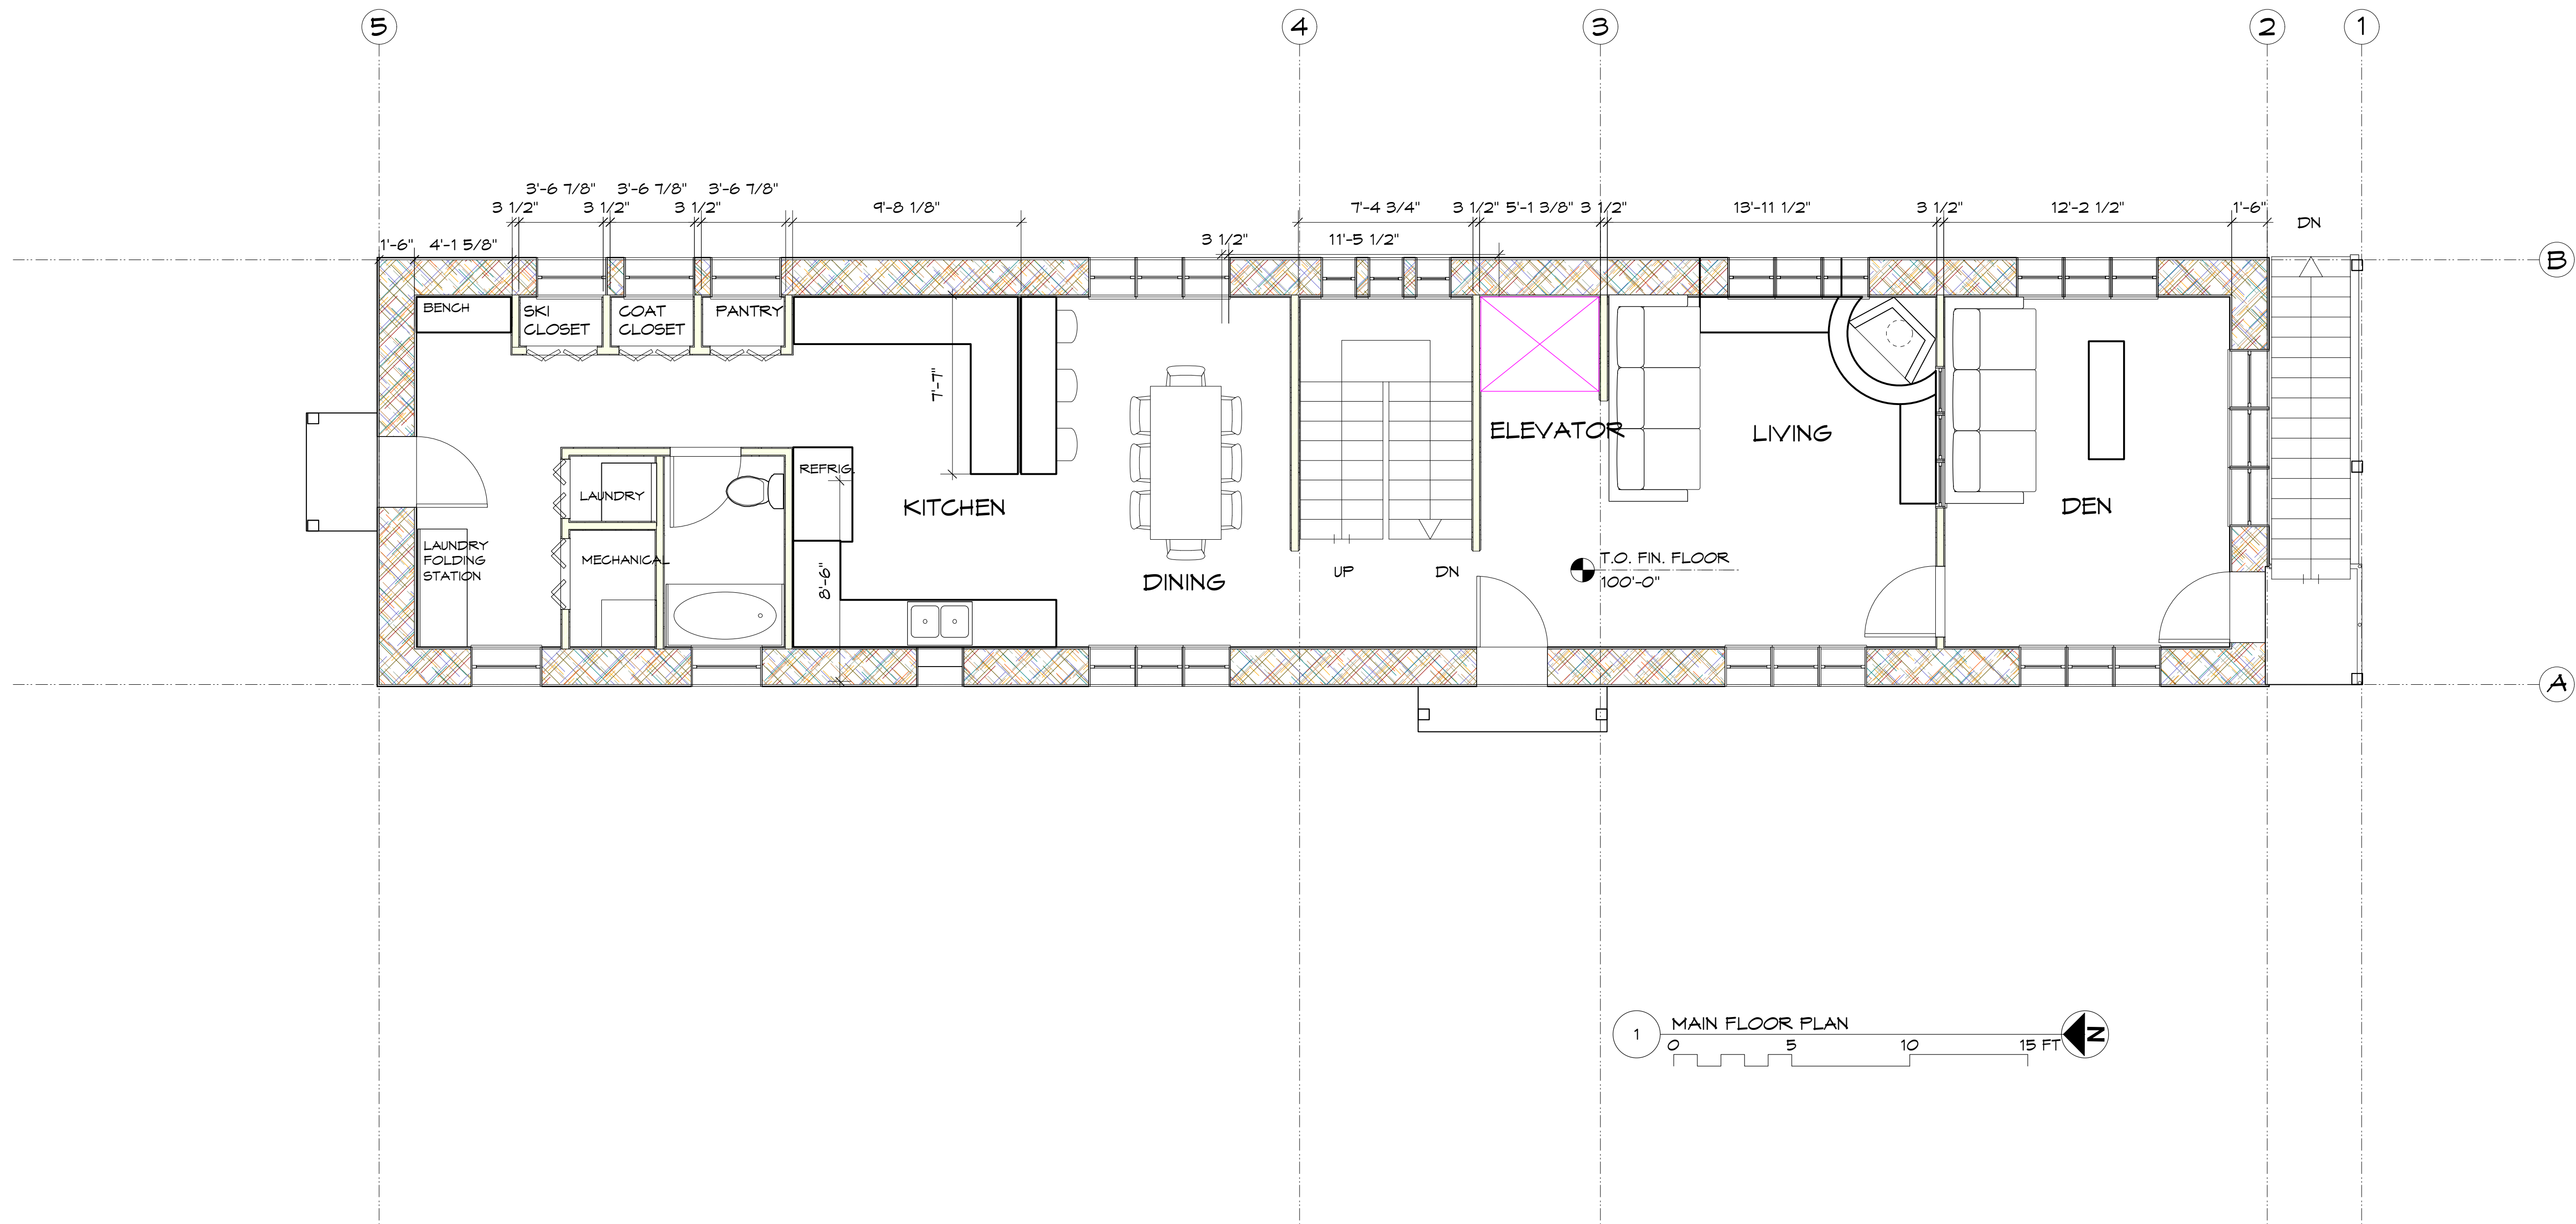 5
4
3
2
1
3'-6 7/8"
3'-6 7/8"
3'-6 7/8"
3 1/2"
3 1/2"
3 1/2"
9'-8 1/8"
7'-4 3/4"
3 1/2"
5'-1 3/8"
3 1/2"
13'-11 1/2"
3 1/2"
12'-2 1/2"
1'-6"
DN
1'-6"
4'-1 5/8"
3 1/2"
11'-5 1/2"
B
BENCH
SKI
CLOSET
COAT
CLOSET
PANTRY
7'-7"
ELEVATOR
LIVING
REFRIG.
LAUNDRY
KITCHEN
DEN
LAUNDRY
FOLDING
STATION
MECHANICAL
8'-6"
DINING
UP
DN
T.O. FIN. FLOOR
100'-0"
A
1
MAIN FLOOR PLAN
N
0
5
10
15 FT